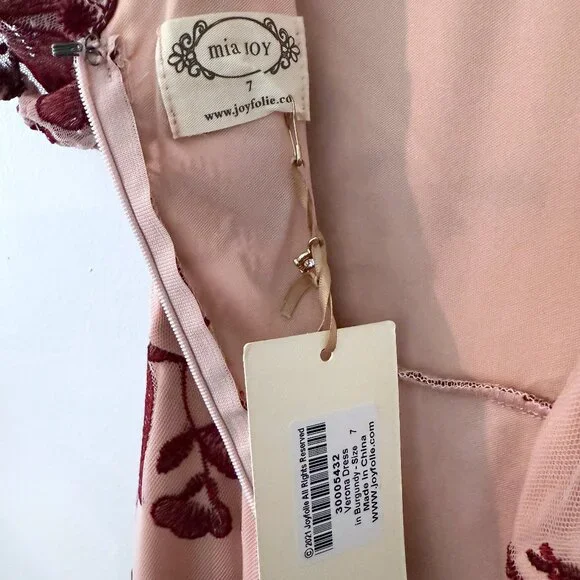 mia JOY
7
www.joyfolie.co
© 2021 Joyfolie All Rights Reserved
30005432
Verona Dress
in Burgundy - Size 7
Made In China
www.joyfolie.com